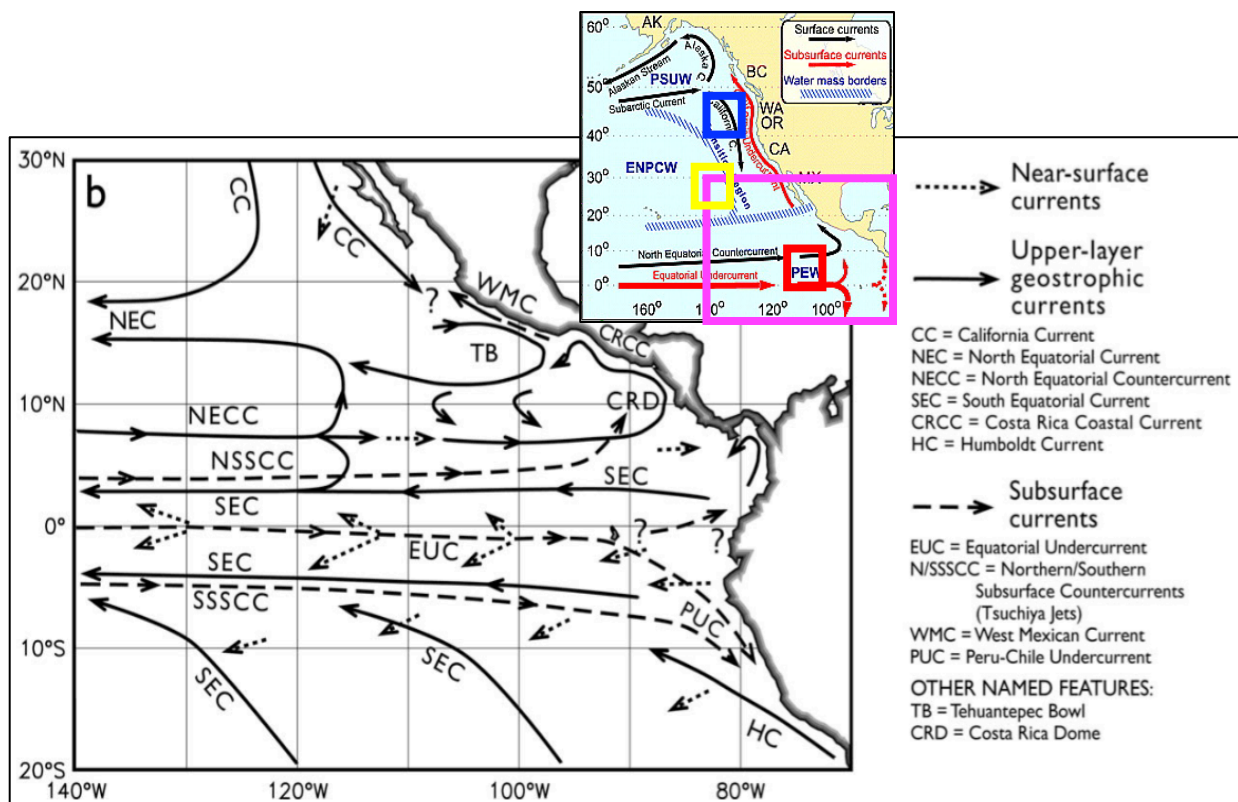 AK
60°
Surface currents
Subsurface currents
Water mass borders
Alaska C.
Alaskan Stream
BC
PSUW
50°
Subarctic Current
California C.
WA
OR
40°
Undercurrent
CA
ENPCW
30°
MX
20°
10°
North Equatorial Countercurrent
PEW
Equatorial Undercurrent
0°
160°
120°
100°
30°N
b
CC
CC
20°N
?
WMC
NEC
TB
CRCC
10°N
NECC
CRD
NSSCC
SEC
SEC
0°
?
?
EUC
SEC
SSSCC
PUC
10°S
SEC
SEC
HC
20°S
140°W
120°W
100°W
80°W
Near-surface
currents
Upper-layer
geostrophic
currents
CC = California Current
NEC = North Equatorial Current
NECC = North Equatorial Countercurrent
SEC = South Equatorial Current
CRCC = Costa Rica Coastal Current
HC = Humboldt Current
Subsurface
currents
EUC = Equatorial Undercurrent
N/SSSCC = Northern/Southern
Subsurface Countercurrents
(Tsuchiya Jets)
WMC = West Mexican Current
PUC = Peru-Chile Undercurrent
OTHER NAMED FEATURES:
TB = Tehuantepec Bowl
CRD = Costa Rica Dome